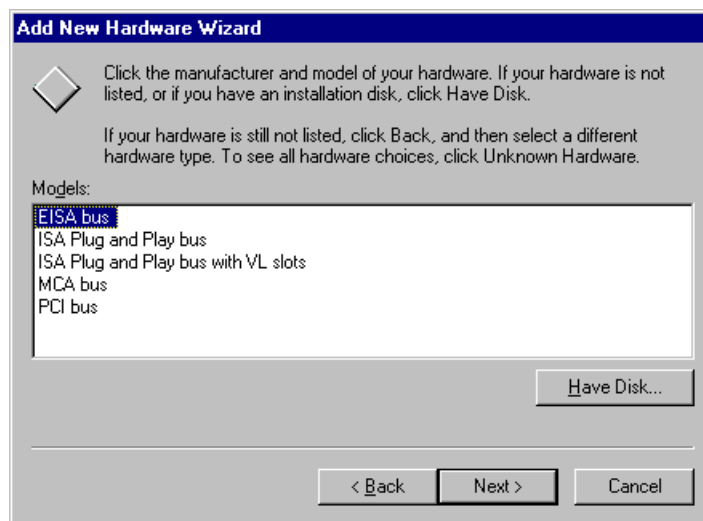 Add New Hardware Wizard
Click the manufacturer and model of your hardware. If your hardware is not
listed, or if you have an installation disk, click Have Disk.
If your hardware is still not listed, click Back, and then select a different
hardware type. To see all hardware choices, click Unknown Hardware.
Models:
EISA bus
ISA Plug and Play bus
ISA Plug and Play bus with VL slots
MCA bus
PCI bus
Have Disk...
< Back
Next >
Cancel